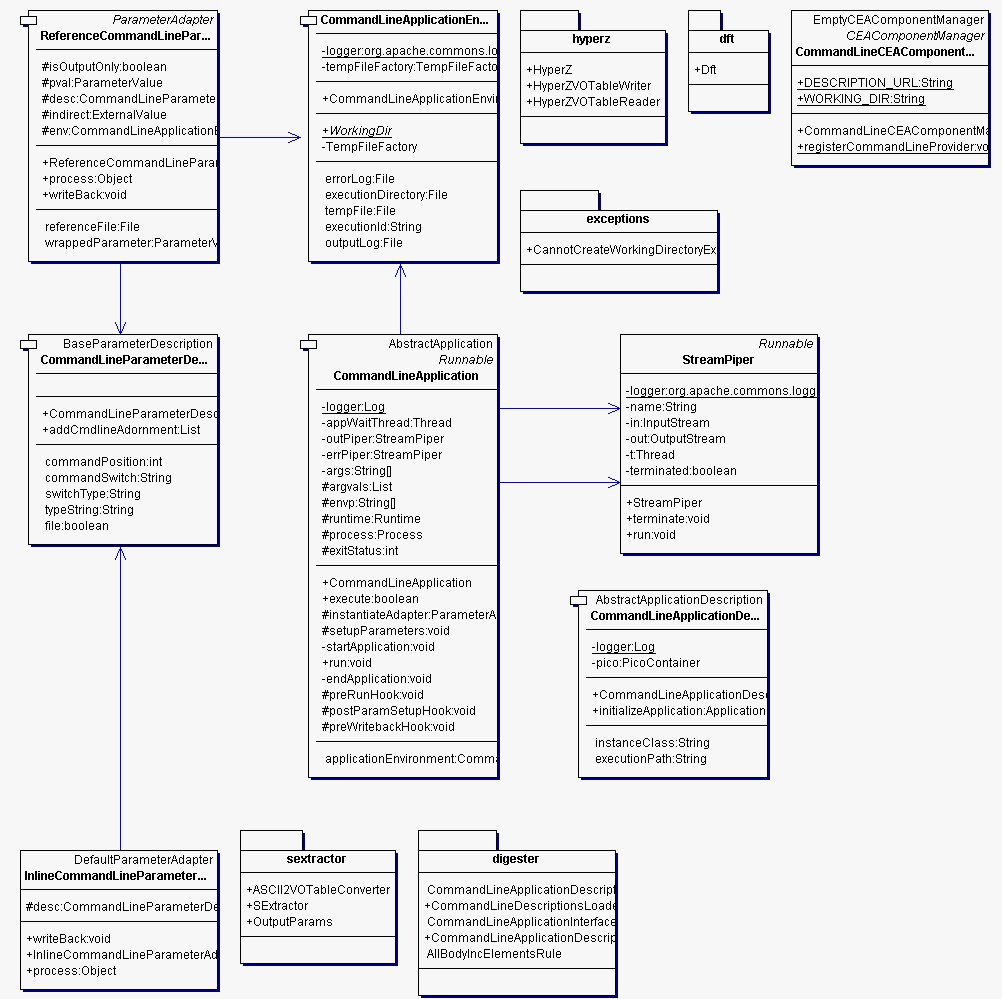 ParameterAdapter
ReferenceCommandLinePar...
#isOutputOnly:boolean
#pval:ParameterValue
#desc:CommandLineParameter
#indirect:ExternalValue
#env:CommandLineApplicationE
+ReferenceCommandLinePara
+process:Object
+writeBack:void
referenceFile:File
wrappedParameter:ParameterV
CommandLineApplicationEn...
-logger:org.apache.commons.lo
-tempFileFactory:TempFileFacto
+CommandLineApplicationEnvi
+WorkingDir
-TempFileFactory
errorLog:File
executionDirectory:File
tempFile:File
executionId:String
outputLog:File
hyperz
+HyperZ
+HyperZVOTableWriter
+HyperZVOTableReader
dft
+Dft
EmptyCEAComponentManager
CEAComponentManager
CommandLineCEAComponent...
+DESCRIPTION_URL:String
+WORKING_DIR:String
+CommandLineCEAComponentMa
+registerCommandLineProvider:vo
exceptions
+CannotCreateWorkingDirectoryEx
BaseParameterDescription
CommandLineParameterDe...
+CommandLineParameterDesc
+addCmdlineAdornment:List
commandPosition:int
commandSwitch:String
switchType:String
typeString:String
file:boolean
AbstractApplication
Runnable
CommandLineApplication
-logger:Log
-appWaitThread:Thread
-outPiper:StreamPiper
-errPiper:StreamPiper
-args:String[]
#argvals:List
#envp:String[]
#runtime:Runtime
#process:Process
#exitStatus:int
+CommandLineApplication
+execute:boolean
#instantiateAdapter:ParameterA
#setupParameters:void
-startApplication:void
+run:void
-endApplication:void
#preRunHook:void
#postParamSetupHook:void
#preWritebackHook:void
applicationEnvironment:Comma
Runnable
StreamPiper
-logger:org.apache.commons.logg
-name:String
-in:InputStream
-out:OutputStream
-t:Thread
-terminated:boolean
+StreamPiper
+terminate:void
+run:void
AbstractApplicationDescription
CommandLineApplicationDe...
-logger:Log
-pico:PicoContainer
+CommandLineApplicationDesc
+initializeApplication:Application
instanceClass:String
executionPath:String
DefaultParameterAdapter
InlineCommandLineParameter...
#desc:CommandLineParameterDe
+writeBack:void
+InlineCommandLineParameterAd
+process:Object
sextractor
+ASCII2VOTableConverter
+SExtractor
+OutputParams
digester
CommandLineApplicationDescript
+CommandLineDescriptionsLoade
CommandLineApplicationInterface
+CommandLineApplicationDescrip
AllBodyIncElementsRule